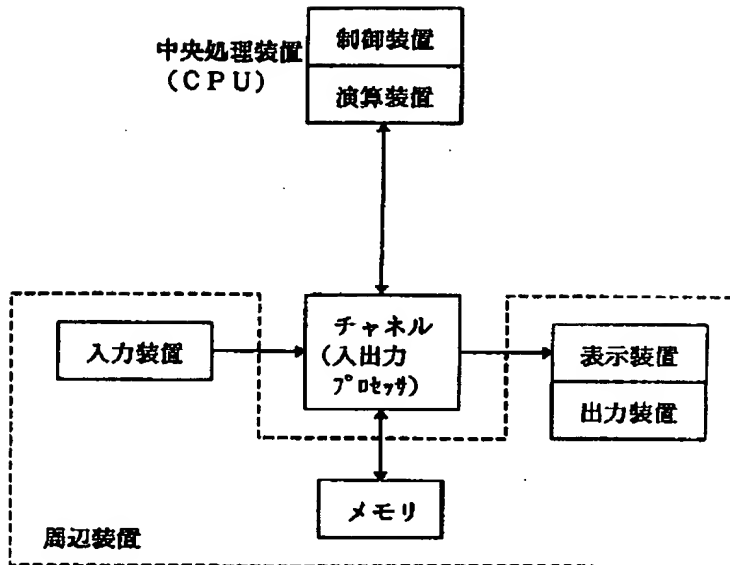 中央処理装置
(CPU)
制御装置
演算装置
入力装置
チャネル
(入出力
プロセッサ)
表示装置
出力装置
メモリ
周辺装置